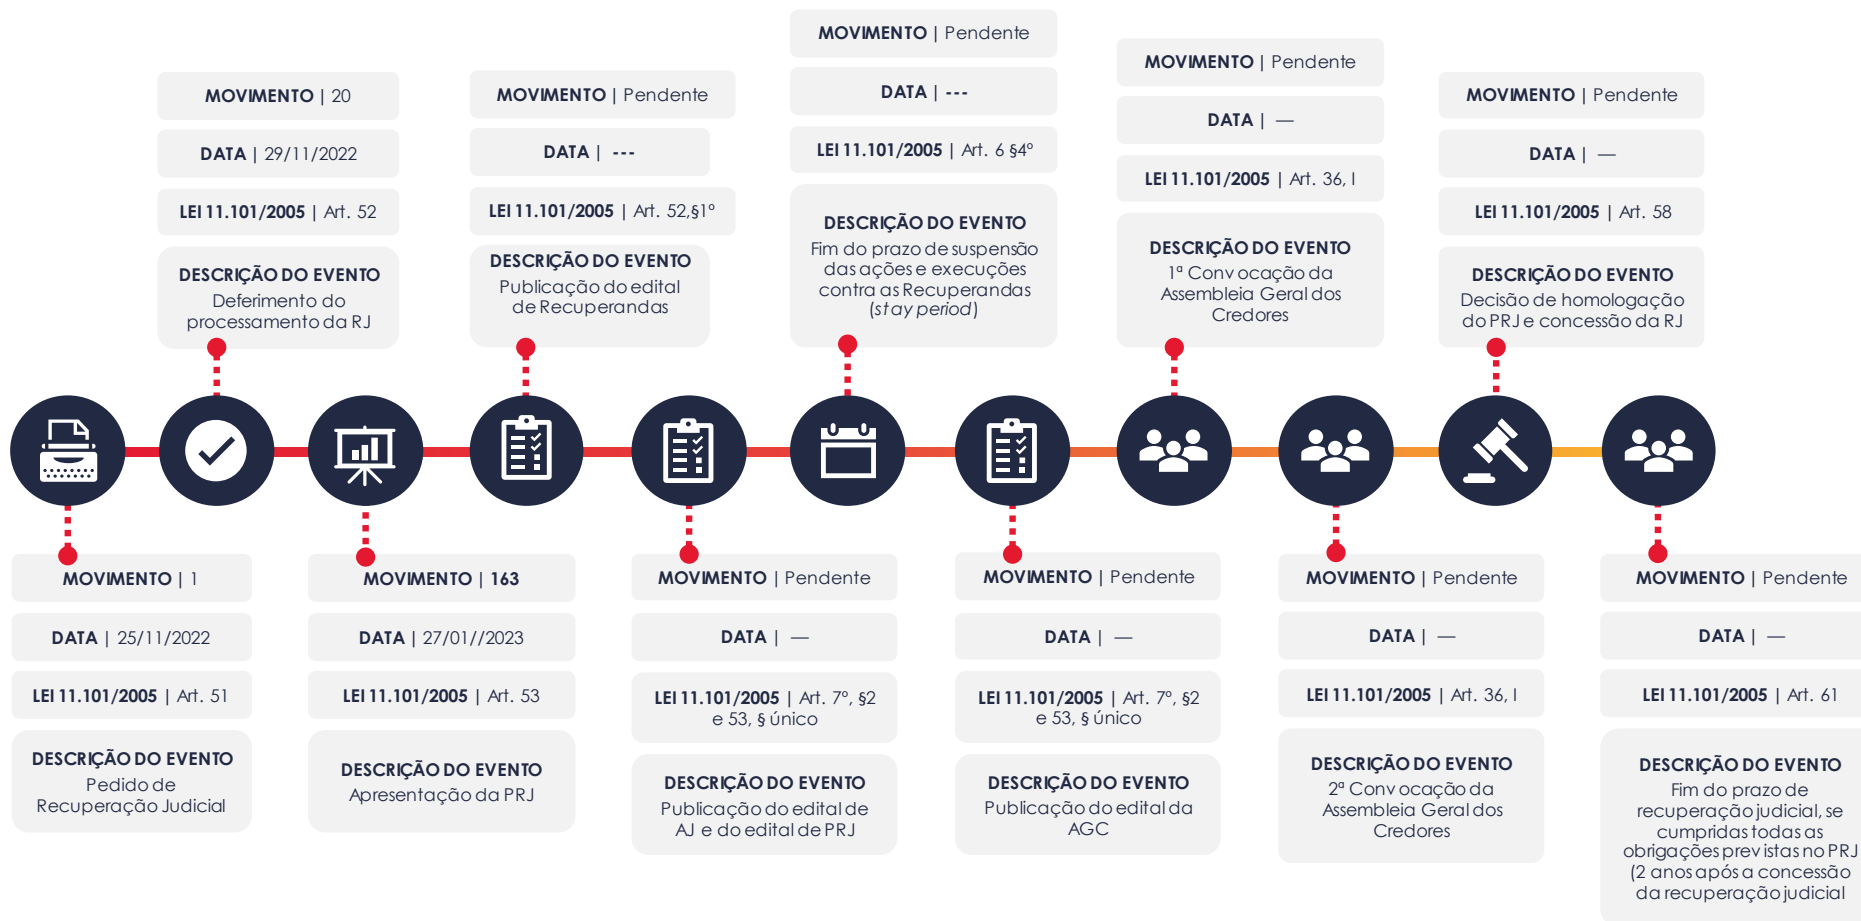 MOVIMENTO | 1
DATA | 25/11/2022
LEI 11.101/2005 | Art. 51
DESCRIÇÃO DO EVENTO
Pedido de
Recuperação Judicial
MOVIMENTO | 20
DATA | 29/11/2022
LEI 11.101/2005 | Art. 52
DESCRIÇÃO DO EVENTO
Deferimento do
processamento da RJ
MOVIMENTO | 163
DATA | 27/01//2023
LEI 11.101/2005 | Art. 53
DESCRIÇÃO DO EVENTO
Apresentação da PRJ
MOVIMENTO | Pendente
DATA | ---
LEI 11.101/2005 | Art. 52,§1º
DESCRIÇÃO DO EVENTO
Publicação do edital
de Recuperandas
MOVIMENTO | Pendente
DATA | —
LEI 11.101/2005 | Art. 7º, §2
e 53, § único
DESCRIÇÃO DO EVENTO
Publicação do edital de
AJ e do edital de PRJ
MOVIMENTO | Pendente
DATA | ---
LEI 11.101/2005 | Art. 6 §4º
DESCRIÇÃO DO EVENTO
Fim do prazo de suspensão
das ações e execuções
contra as Recuperandas
(stay period)
MOVIMENTO | Pendente
DATA | —
LEI 11.101/2005 | Art. 7º, §2
e 53, § único
DESCRIÇÃO DO EVENTO
Publicação do edital da
AGC
MOVIMENTO | Pendente
DATA | —
LEI 11.101/2005 | Art. 36, I
DESCRIÇÃO DO EVENTO
1ª Convocação da
Assembleia Geral dos
Credores
MOVIMENTO | Pendente
DATA | —
LEI 11.101/2005 | Art. 36, I
DESCRIÇÃO DO EVENTO
2ª Convocação da
Assembleia Geral dos
Credores
MOVIMENTO | Pendente
DATA | —
LEI 11.101/2005 | Art. 58
DESCRIÇÃO DO EVENTO
Decisão de homologação
do PRJ e concessão da RJ
MOVIMENTO | Pendente
DATA | —
LEI 11.101/2005 | Art. 61
DESCRIÇÃO DO EVENTO
Fim do prazo de
recuperação judicial, se
cumpridas todas as
obrigações previstas no PRJ
(2 anos após a concessão
da recuperação judicial